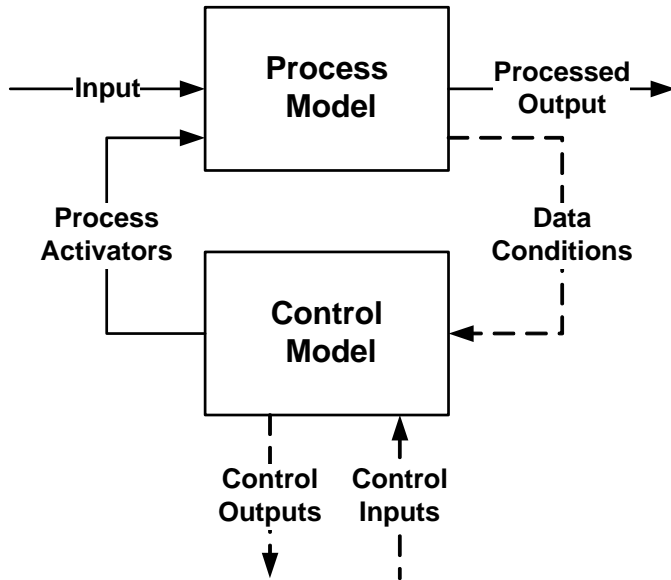 Input
Process
Model
Processed
Output
Process
Activators
Data
Conditions
Control
Model
Control
Outputs
Control
Inputs